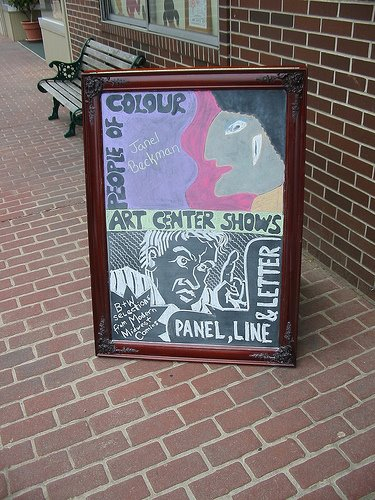 PEOPLE OF COLOUR
Janel
Beckman
ART CENTER SHOWS
B+W
selections
from Modern
Midwest
Comics
PANEL, LINE
& LETTER